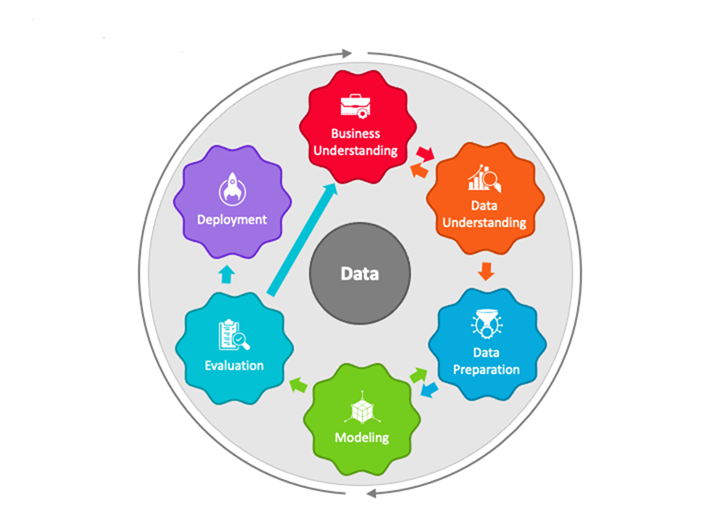 Business
Understanding
Data
Understanding
Data
Preparation
Modeling
Evaluation
Deployment
Data